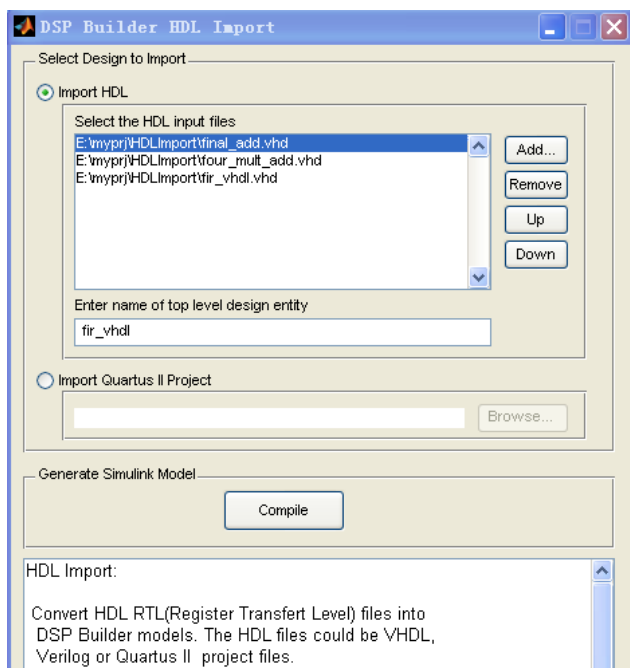 DSP Builder HDL Import
Select Design to Import
Import HDL
Select the HDL input files
E:\myprj\HDLImport\final_add.vhd
E:\myprj\HDLImport\four_mult_add.vhd
E:\myprj\HDLImport\fir_vhdl.vhd
Add...
Remove
Up
Down
Enter name of top level design entity
fir_vhdl
Import Quartus II Project
Browse...
Generate Simulink Model
Compile
HDL Import:
Convert HDL RTL(Register Transfert Level) files into
DSP Builder models. The HDL files could be VHDL,
Verilog or Quartus II project files.